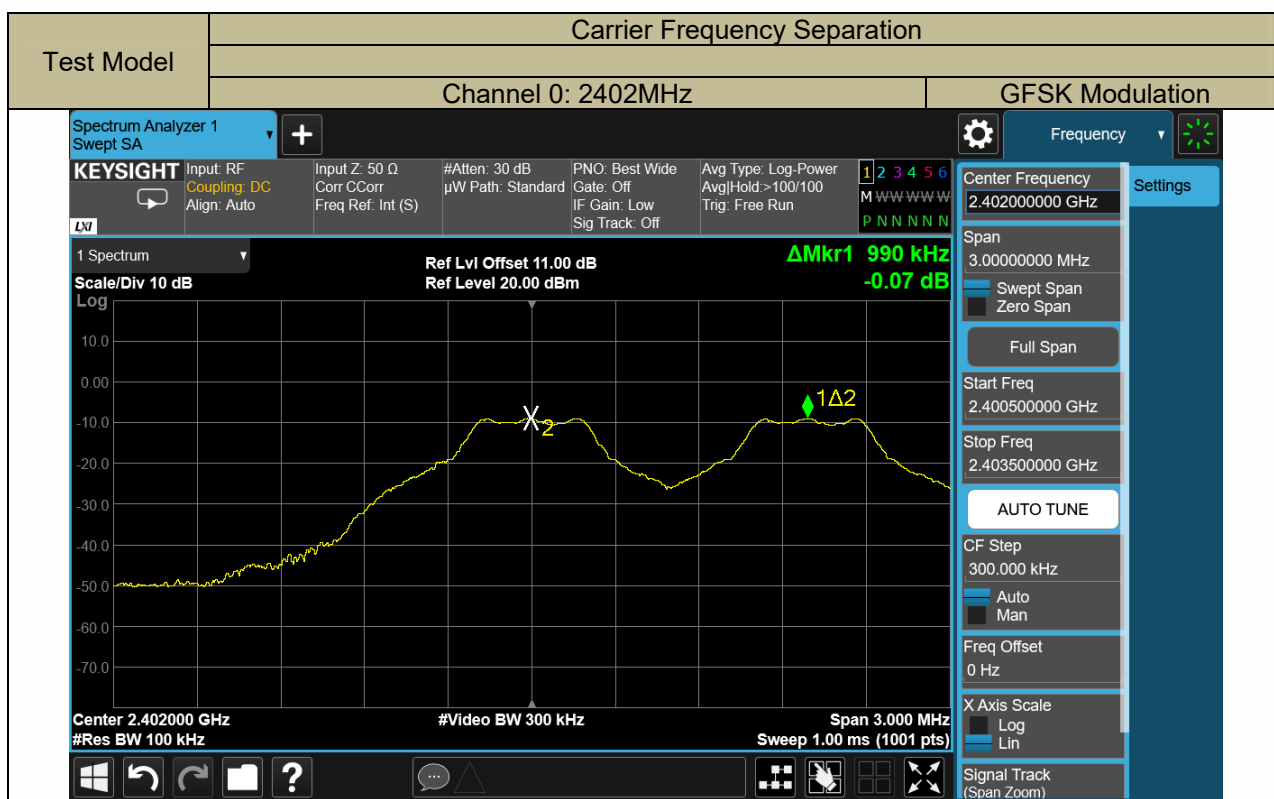 Test Model
Carrier Frequency Separation
Channel 0: 2402MHz
GFSK Modulation
Spectrum Analyzer 1
Swept SA
Frequency
KEYSIGHT
LXI
Input: RF
Coupling: DC
Align: Auto
Input Z: 50 Ω
Corr CCorr
Freq Ref: Int (S)
#Atten: 30 dB
µW Path: Standard
PNO: Best Wide
Gate: Off
IF Gain: Low
Sig Track: Off
Avg Type: Log-Power
Avg|Hold:>100/100
Trig: Free Run
1 2 3 4 5 6
M W W W W W
P N N N N N
1 Spectrum
Scale/Div 10 dB
Ref Lvl Offset 11.00 dB
Ref Level 20.00 dBm
ΔMkr1 990 kHz
-0.07 dB
Log
10.0
0.00
-10.0
-20.0
-30.0
-40.0
-50.0
-60.0
-70.0
X
2
1Δ2
Center 2.402000 GHz
#Res BW 100 kHz
#Video BW 300 kHz
Span 3.000 MHz
Sweep 1.00 ms (1001 pts)
Center Frequency
2.402000000 GHz
Settings
Span
3.00000000 MHz
Swept Span
Zero Span
Full Span
Start Freq
2.400500000 GHz
Stop Freq
2.403500000 GHz
AUTO TUNE
CF Step
300.000 kHz
Auto
Man
Freq Offset
0 Hz
X Axis Scale
Log
Lin
Signal Track
(Span Zoom)
?